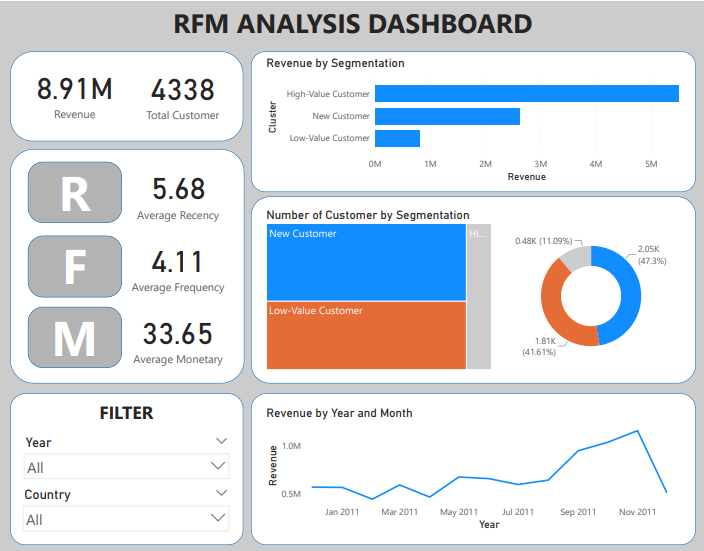 RFM ANALYSIS DASHBOARD
8.91M
Revenue
4338
Total Customer
R
5.68
Average Recency
F
4.11
Average Frequency
M
33.65
Average Monetary
FILTER
Year
All
Country
All
Revenue by Segmentation
Cluster
High-Value Customer
New Customer
Low-Value Customer
0M 1M 2M 3M 4M 5M
Revenue
Number of Customer by Segmentation
New Customer
Hi...
Low-Value Customer
0.48K (11.09%)
2.05K
(47.3%)
1.81K
(41.61%)
Revenue by Year and Month
Revenue
1.0M
0.5M
Jan 2011 Mar 2011 May 2011 Jul 2011 Sep 2011 Nov 2011
Year